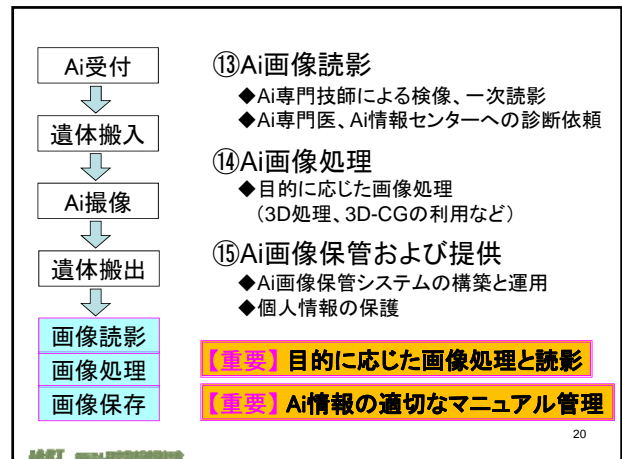 Ai受付
遺体搬入
Ai撮像
遺体搬出
画像読影
画像処理
画像保存
⑬Ai画像読影
◆Ai専門技師による検像、一次読影
◆Ai専門医、Ai情報センターへの診断依頼
⑭Ai画像処理
◆目的に応じた画像処理
（3D処理、3D-CGの利用など）
⑮Ai画像保管および提供
◆Ai画像保管システムの構築と運用
◆個人情報の保護
【重要】目的に応じた画像処理と読影
【重要】Ai情報の適切なマニュアル管理
20